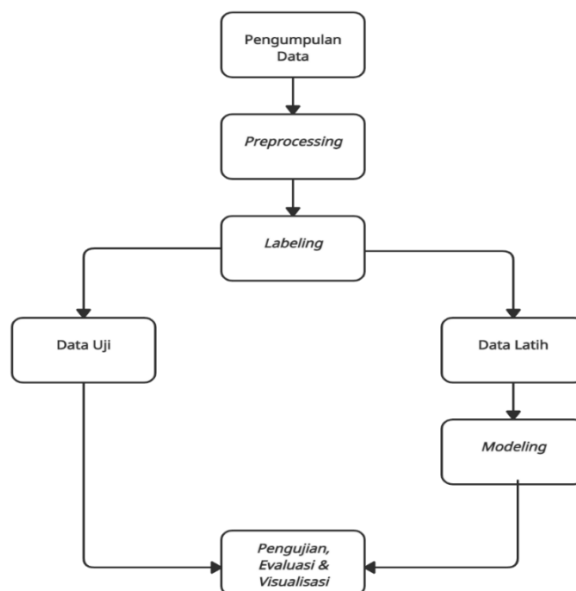 Pengumpulan
Data
Preprocessing
Labeling
Data Uji
Data Latih
Modeling
Pengujian,
Evaluasi &
Visualisasi